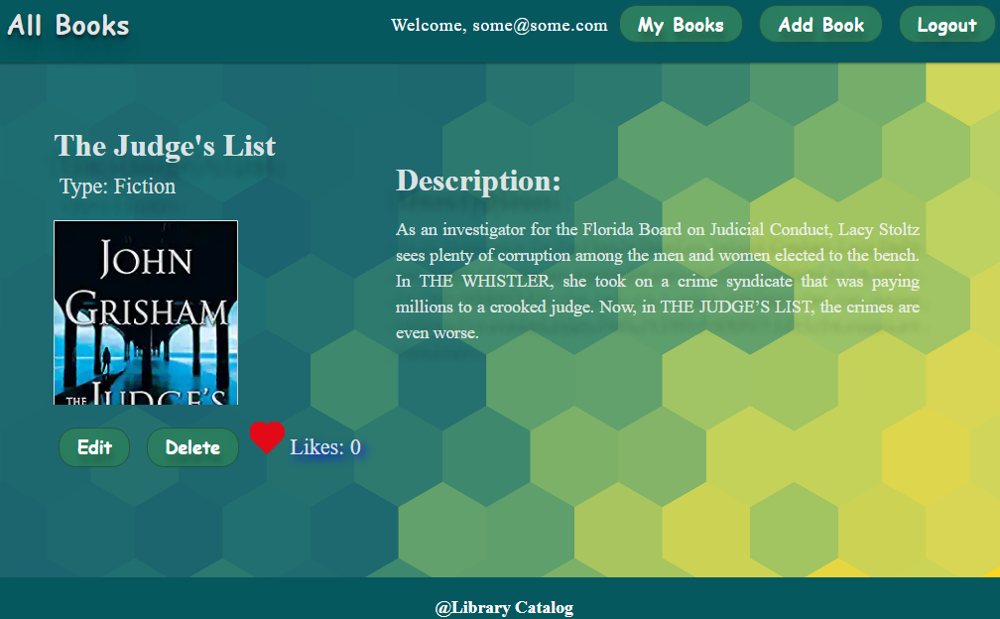 All Books
Welcome, some@some.com
My Books
Add Book
Logout
The Judge's List
Type: Fiction
JOHN
GRISHAM
THE JUDGE'S
Edit
Delete
Likes: 0
Description:
As an investigator for the Florida Board on Judicial Conduct, Lacy Stoltz
sees plenty of corruption among the men and women elected to the bench.
In THE WHISTLER, she took on a crime syndicate that was paying
millions to a crooked judge. Now, in THE JUDGE’S LIST, the crimes are
even worse.
@Library Catalog